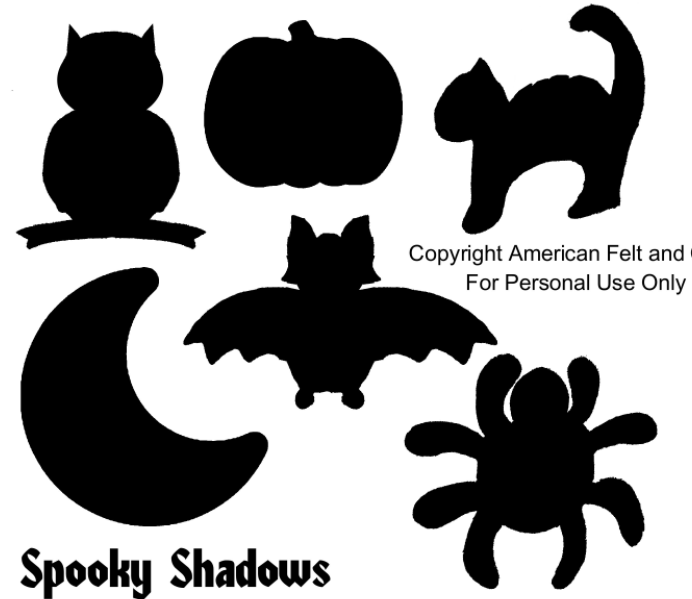 Copyright American Felt and
For Personal Use Only
Spooky Shadows